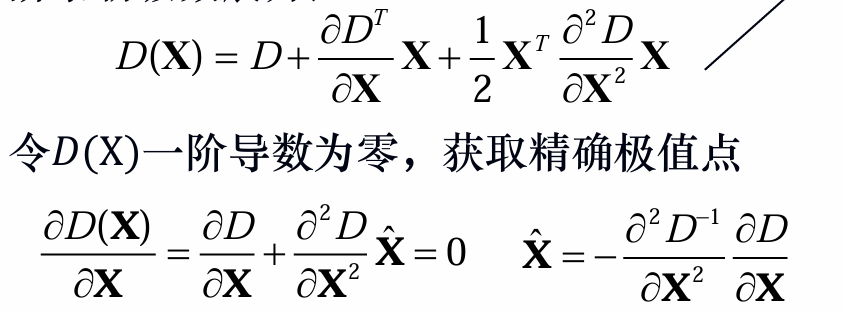 D(X) = D + ∂D^T/∂X X + 1/2 X^T ∂²D/∂X² X
令D(X)一阶导数为零，获取精确极值点
∂D(X)/∂X = ∂D/∂X + ∂²D/∂X² X̂ = 0    X̂ = − ∂²D⁻¹/∂X² ∂D/∂X